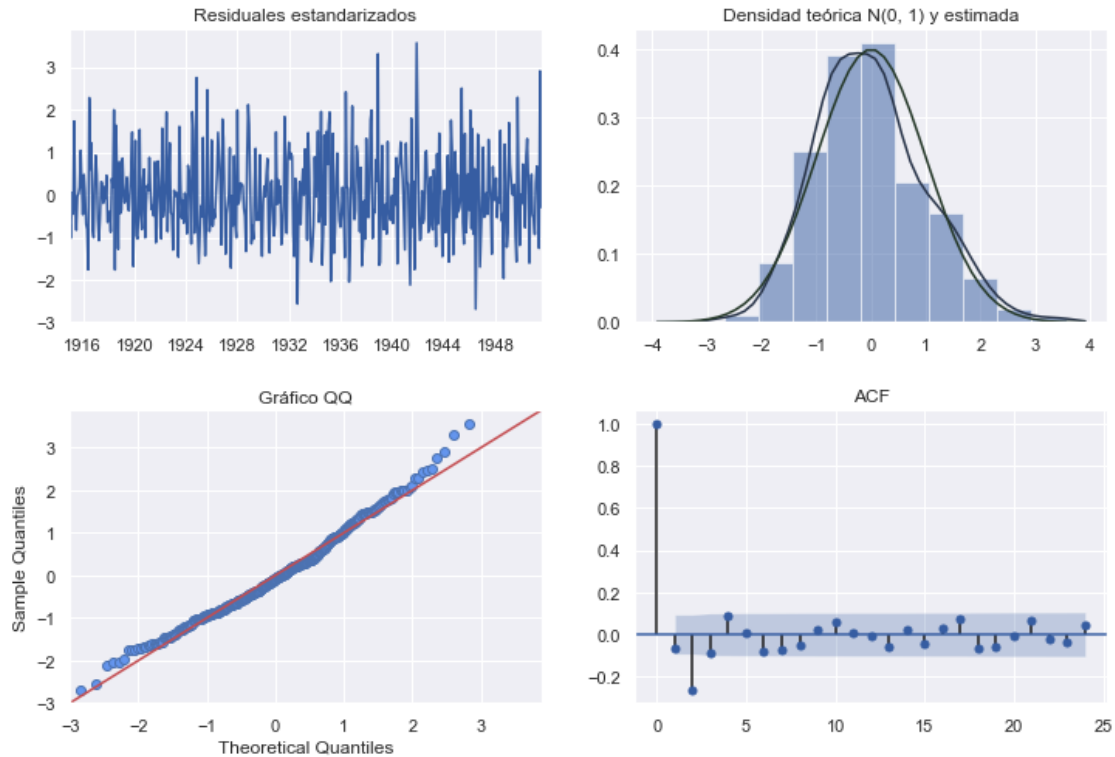 Residuales estandarizados
3
2
1
0
−1
−2
−3
1916 1920 1924 1928 1932 1936 1940 1944 1948
Densidad teórica N(0, 1) y estimada
0.4
0.3
0.2
0.1
0.0
−4 −3 −2 −1 0 1 2 3 4
Gráfico QQ
Sample Quantiles
3
2
1
0
−1
−2
−3
−3 −2 −1 0 1 2 3
Theoretical Quantiles
ACF
1.0
0.8
0.6
0.4
0.2
0.0
−0.2
0 5 10 15 20 25